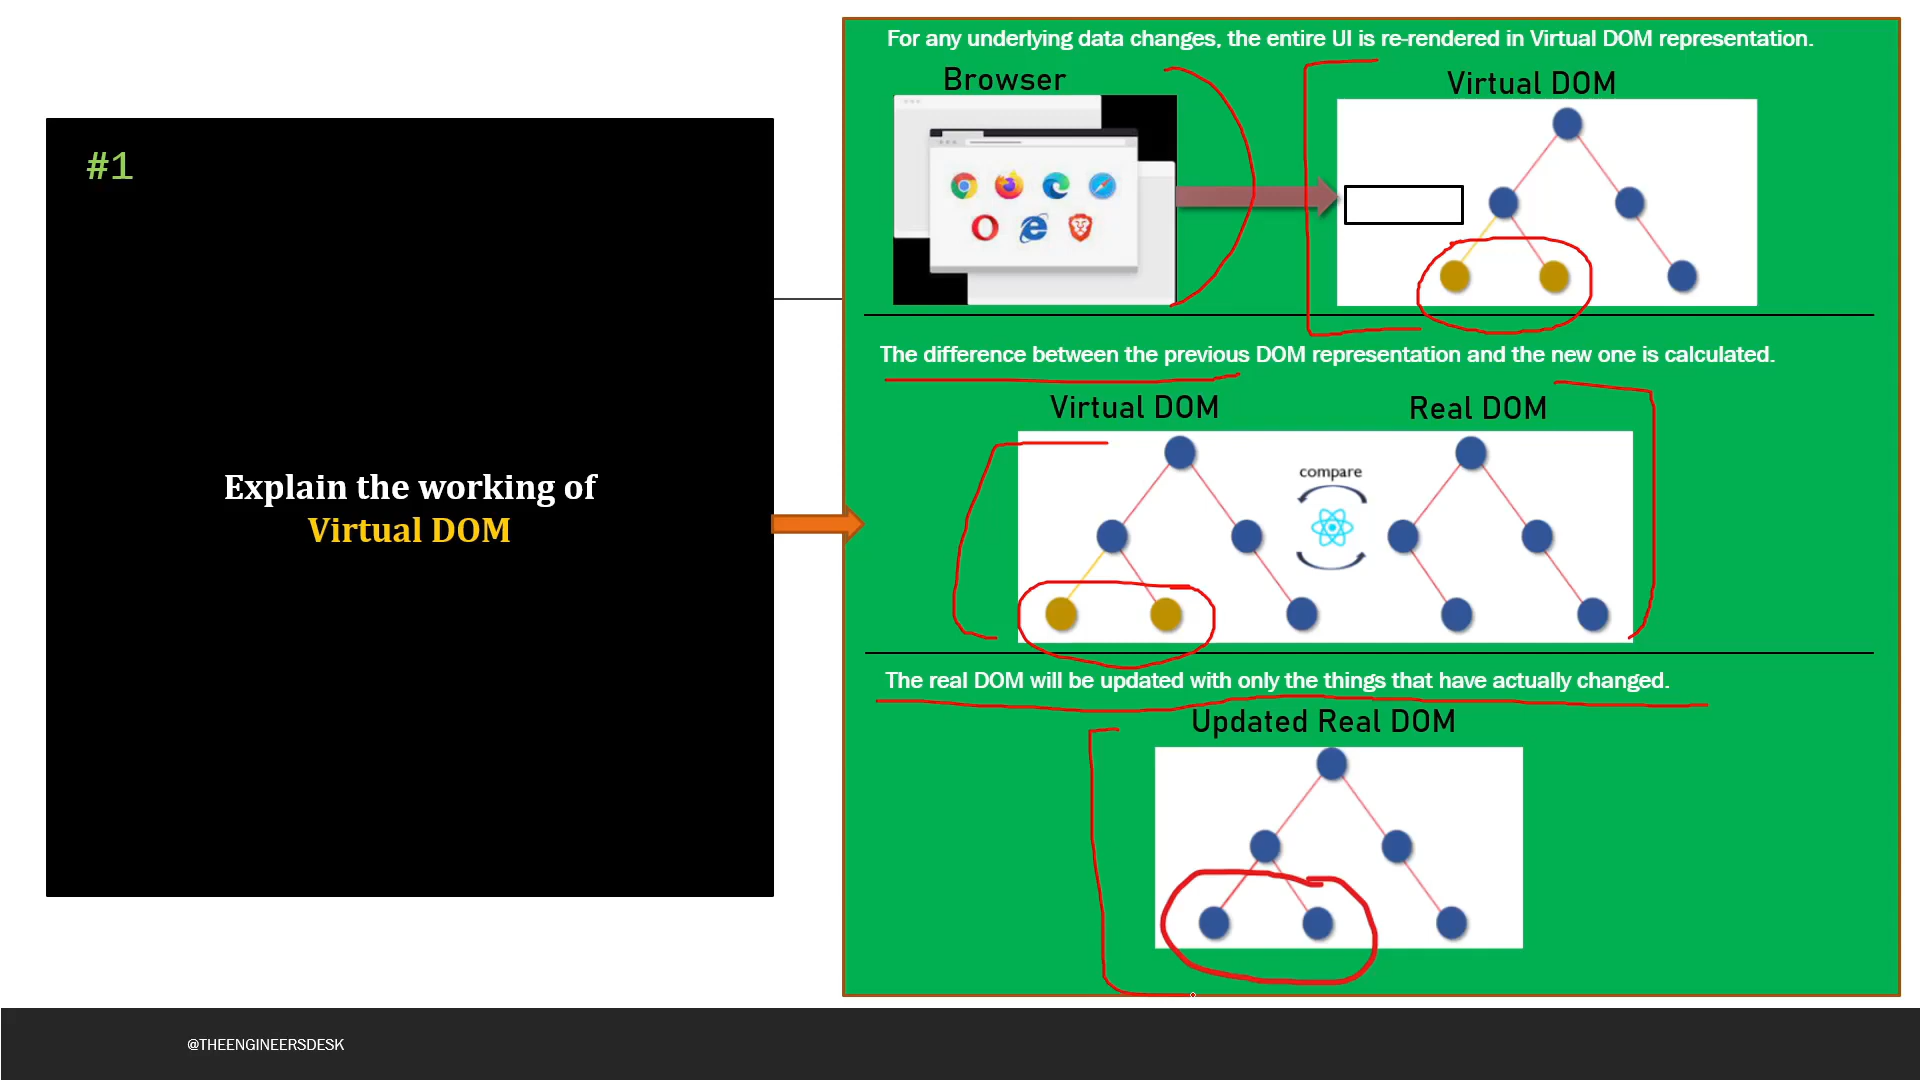 #1
Explain the working of
Virtual DOM
For any underlying data changes, the entire UI is re-rendered in Virtual DOM representation.
Browser
Virtual DOM
The difference between the previous DOM representation and the new one is calculated.
Virtual DOM
Real DOM
compare
The real DOM will be updated with only the things that have actually changed.
Updated Real DOM
@THEENGINEERSDESK